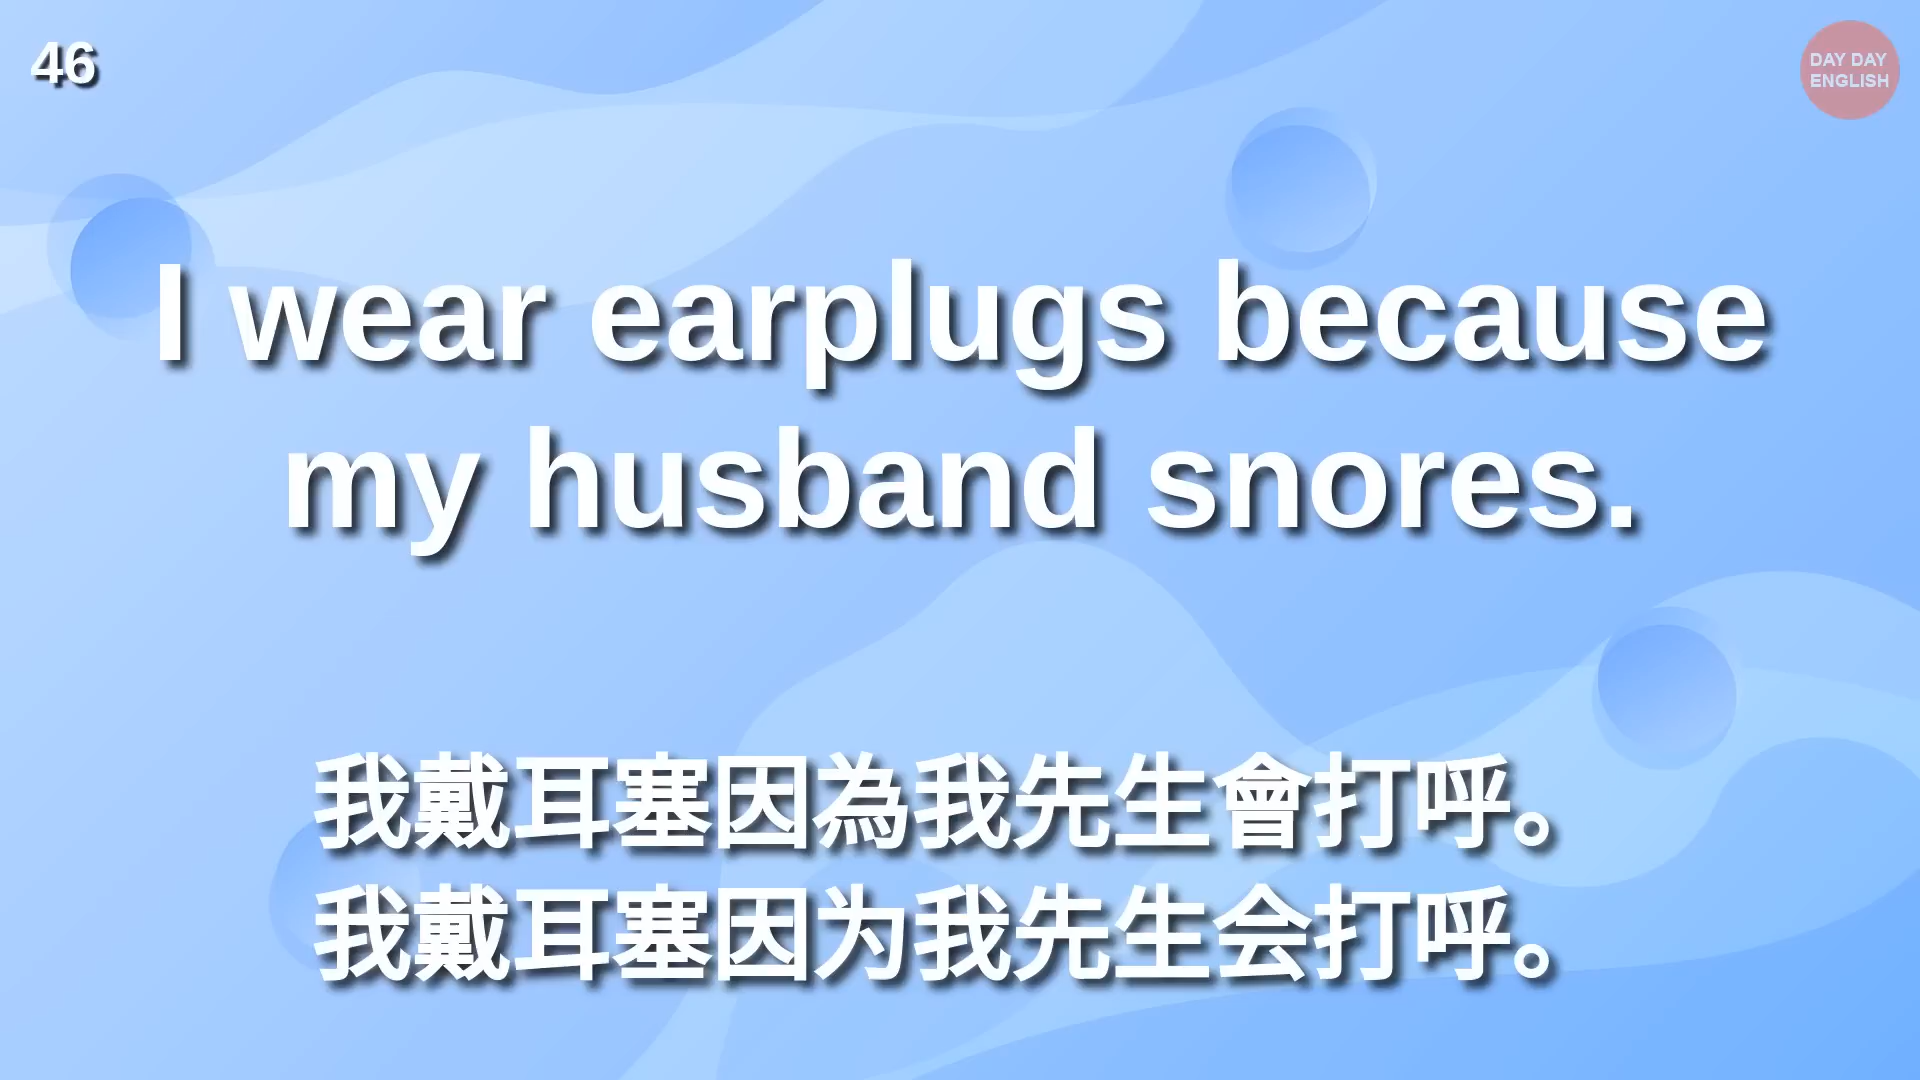 46
DAY DAY
ENGLISH
I wear earplugs because
my husband snores.
我戴耳塞因為我先生會打呼。
我戴耳塞因为我先生会打呼。